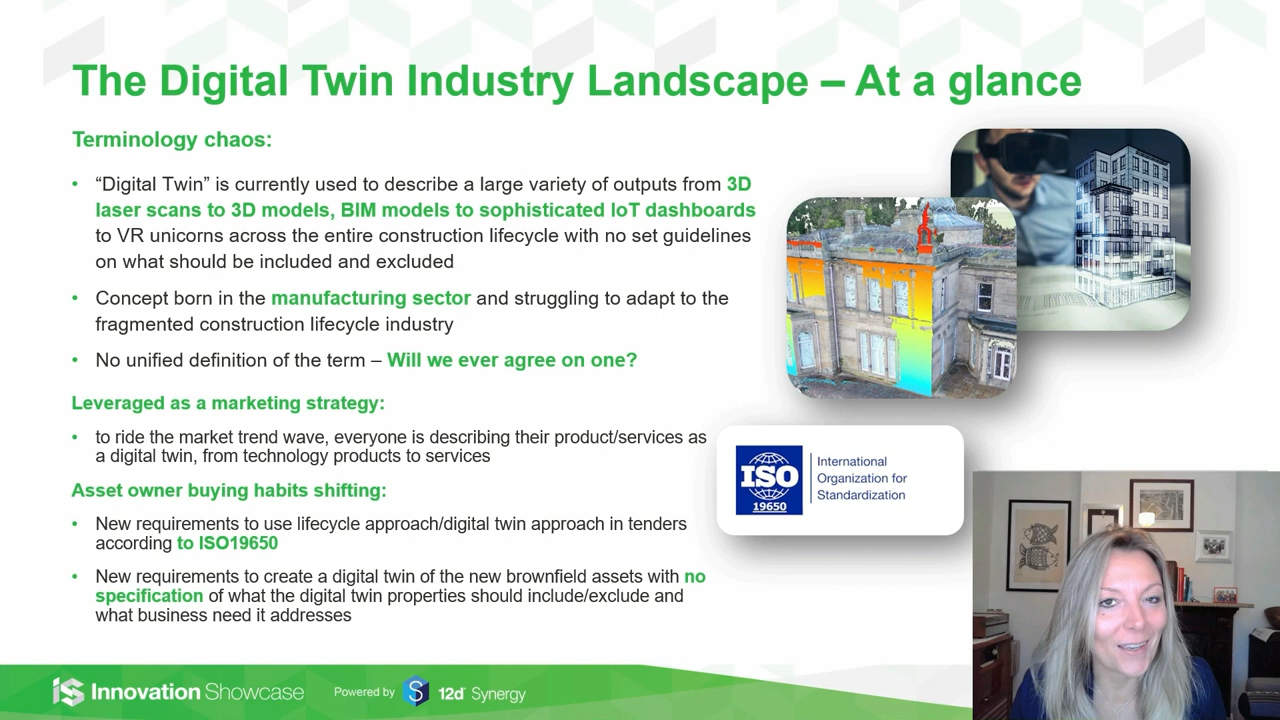 The Digital Twin Industry Landscape – At a glance
Terminology chaos:
• “Digital Twin” is currently used to describe a large variety of outputs from 3D
laser scans to 3D models, BIM models to sophisticated IoT dashboards
to VR unicorns across the entire construction lifecycle with no set guidelines
on what should be included and excluded
• Concept born in the manufacturing sector and struggling to adapt to the
fragmented construction lifecycle industry
• No unified definition of the term – Will we ever agree on one?
Leveraged as a marketing strategy:
• to ride the market trend wave, everyone is describing their product/services as
a digital twin, from technology products to services
Asset owner buying habits shifting:
• New requirements to use lifecycle approach/digital twin approach in tenders
according to ISO19650
• New requirements to create a digital twin of the new brownfield assets with no
specification of what the digital twin properties should include/exclude and
what business need it addresses
ISO
19650
International
Organization for
Standardization
iS Innovation Showcase
Powered by 12d Synergy